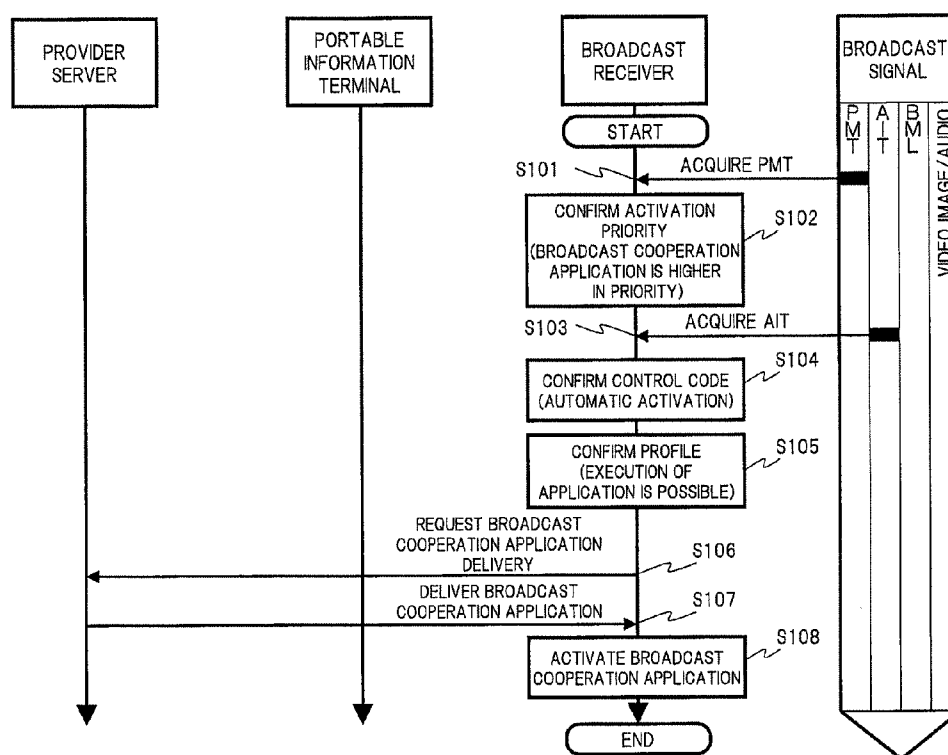 PROVIDER
SERVER
PORTABLE
INFORMATION
TERMINAL
BROADCAST
RECEIVER
BROADCAST
SIGNAL
PMT
AIT
BML
VIDEO IMAGE/AUDIO
START
S101
ACQUIRE PMT
CONFIRM ACTIVATION
PRIORITY
(BROADCAST COOPERATION
APPLICATION IS HIGHER
IN PRIORITY)
S102
S103
ACQUIRE AIT
S104
CONFIRM CONTROL CODE
(AUTOMATIC ACTIVATION)
S105
CONFIRM PROFILE
(EXECUTION OF
APPLICATION IS POSSIBLE)
REQUEST BROADCAST
COOPERATION APPLICATION
DELIVERY
S106
DELIVER BROADCAST
COOPERATION APPLICATION
S107
S108
ACTIVATE BROADCAST
COOPERATION APPLICATION
END